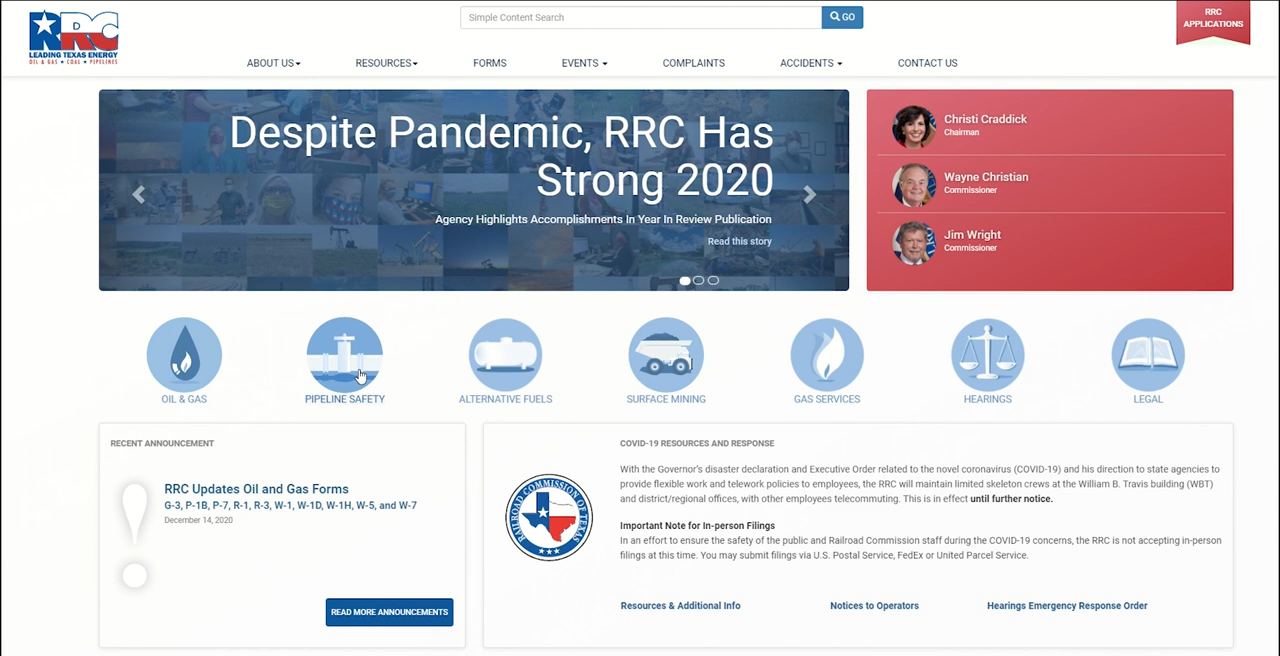 RRC
LEADING TEXAS ENERGY
OIL & GAS ★ COAL ★ PIPELINES
Simple Content Search
GO
RRC
APPLICATIONS
ABOUT US
RESOURCES
FORMS
EVENTS
COMPLAINTS
ACCIDENTS
CONTACT US
Despite Pandemic, RRC Has
Strong 2020
Agency Highlights Accomplishments In Year In Review Publication
Read this story
Christi Craddick
Chairman
Wayne Christian
Commissioner
Jim Wright
Commissioner
OIL & GAS
PIPELINE SAFETY
ALTERNATIVE FUELS
SURFACE MINING
GAS SERVICES
HEARINGS
LEGAL
RECENT ANNOUNCEMENT
RRC Updates Oil and Gas Forms
G-3, P-1B, P-7, R-1, R-3, W-1, W-1D, W-1H, W-5, and W-7
December 14, 2020
READ MORE ANNOUNCEMENTS
RAILROAD COMMISSION OF TEXAS
COVID-19 RESOURCES AND RESPONSE
With the Governor's disaster declaration and Executive Order related to the novel coronavirus (COVID-19) and his direction to state agencies to
provide flexible work and telework policies to employees, the RRC will maintain limited skeleton crews at the William B. Travis building (WBT)
and district/regional offices, with other employees telecommuting. This is in effect until further notice.
Important Note for In-person Filings
In an effort to ensure the safety of the public and Railroad Commission staff during the COVID-19 concerns, the RRC is not accepting in-person
filings at this time. You may submit filings via U.S. Postal Service, FedEx or United Parcel Service.
Resources & Additional Info
Notices to Operators
Hearings Emergency Response Order